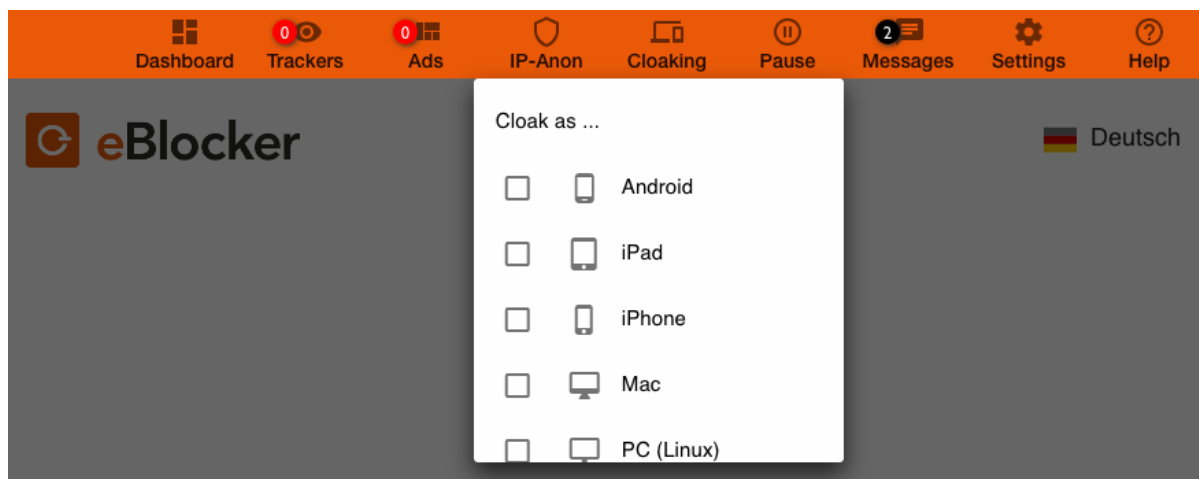 0 0 2
Dashboard Trackers Ads IP-Anon Cloaking Pause Messages Settings Help
eBlocker
Deutsch
Cloak as ...
Android
iPad
iPhone
Mac
PC (Linux)